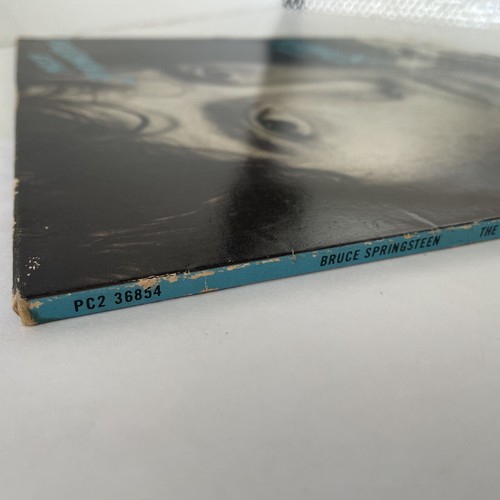 PC2 36854 BRUCE SPRINGSTEEN THE